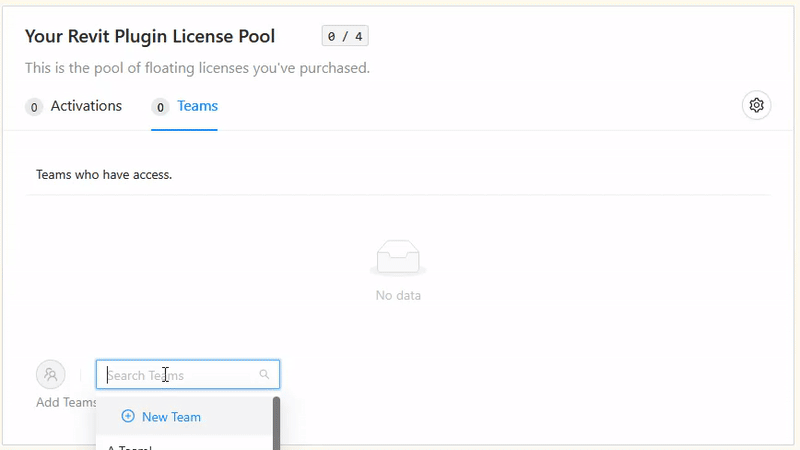 Your Revit Plugin License Pool 0 / 4
This is the pool of floating licenses you've purchased.
0 Activations 0 Teams
Teams who have access.
No data
Search Teams
Add Teams
New Team
A Team!